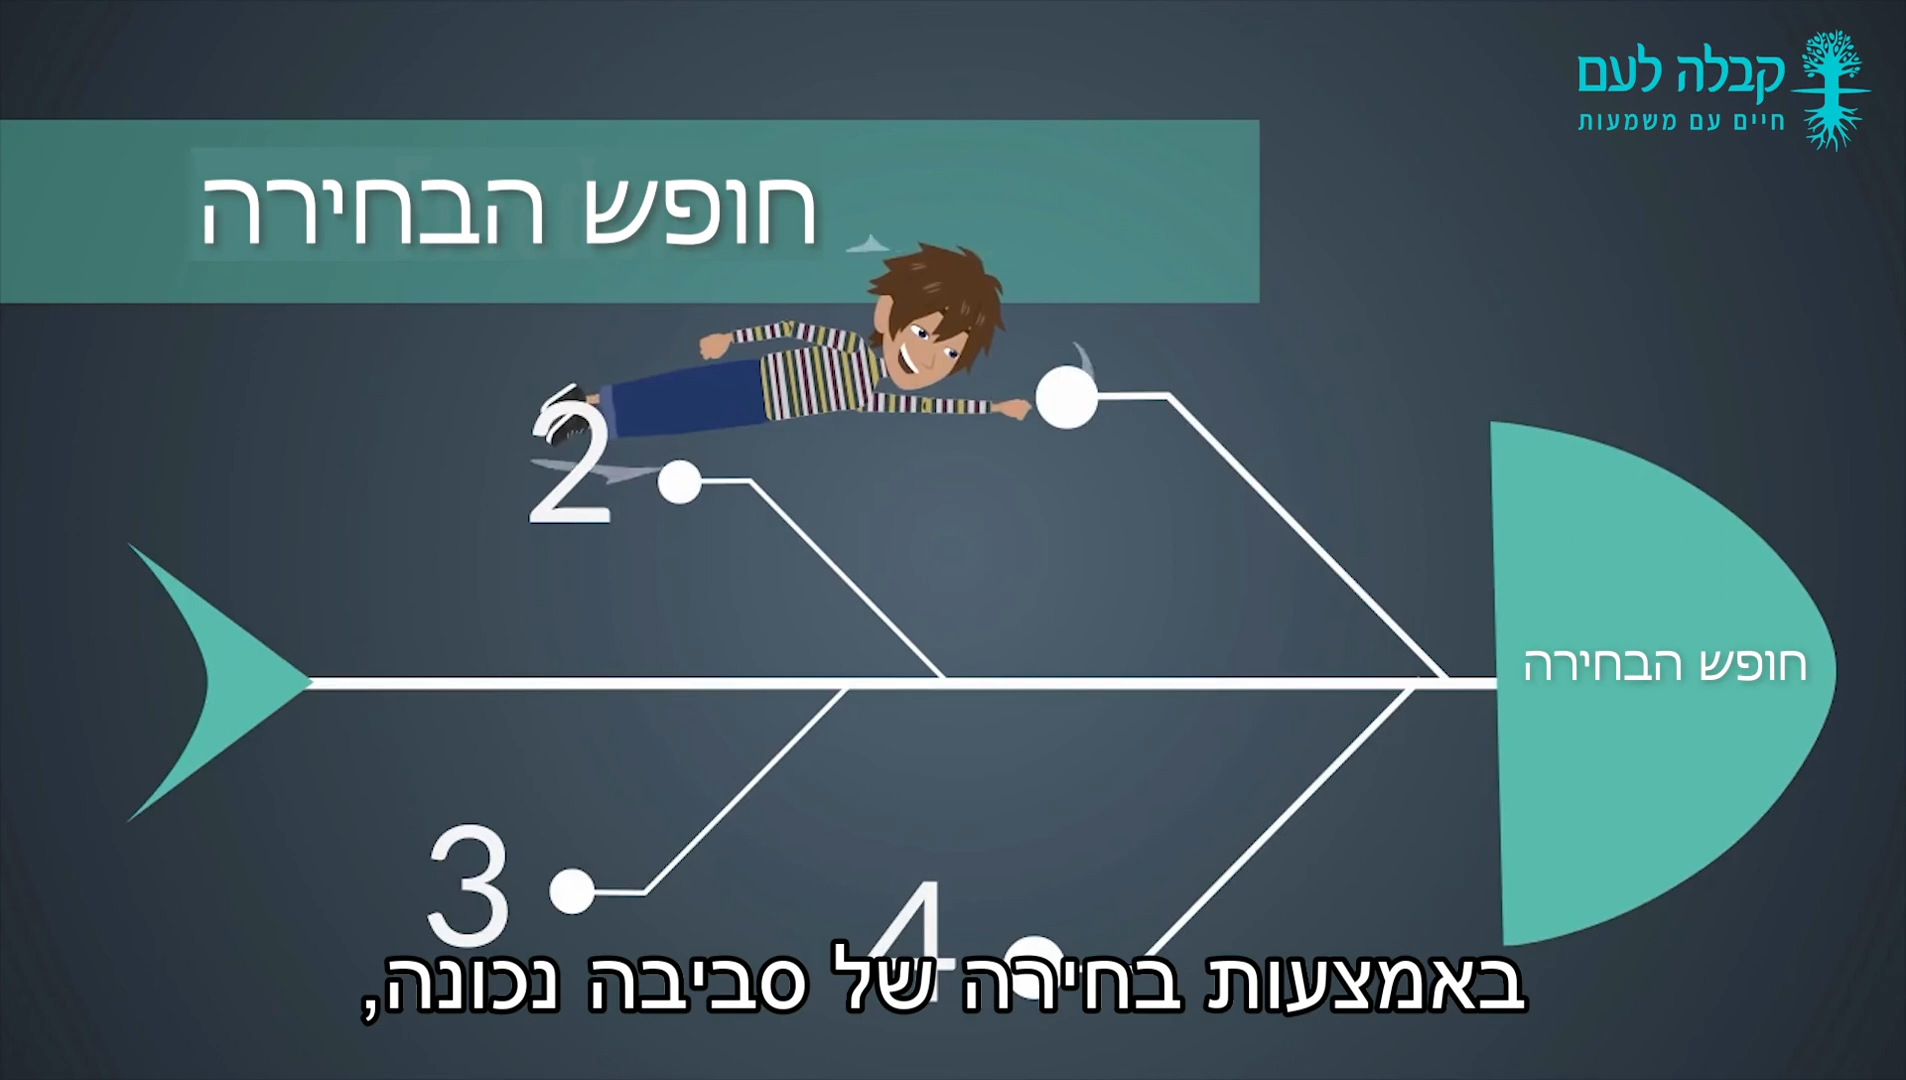 קבלה לעם
חיים עם משמעות
חופש הבחירה
2
חופש הבחירה
3
4
באמצעות בחירה של סביבה נכונה,